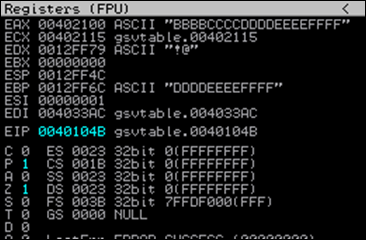 Registers (FPU) <
EAX 00402100 ASCII "BBBBCCCCDDDDEEEEFFFF"
ECX 00402115 gsvtable.00402115
EDX 0012FF79 ASCII "↑@"
EBX 00000000
ESP 0012FF4C
EBP 0012FF6C ASCII "DDDDEEEEFFFF"
ESI 00000001
EDI 004033AC gsvtable.004033AC
EIP 0040104B gsvtable.0040104B
C 0 ES 0023 32bit 0(FFFFFFFF)
P 1 CS 001B 32bit 0(FFFFFFFF)
A 0 SS 0023 32bit 0(FFFFFFFF)
Z 1 DS 0023 32bit 0(FFFFFFFF)
S 0 FS 003B 32bit 7FFDF000(FFF)
T 0 GS 0000 NULL
D 0
O 0 LastErr ERROR_SUCCESS (00000000)